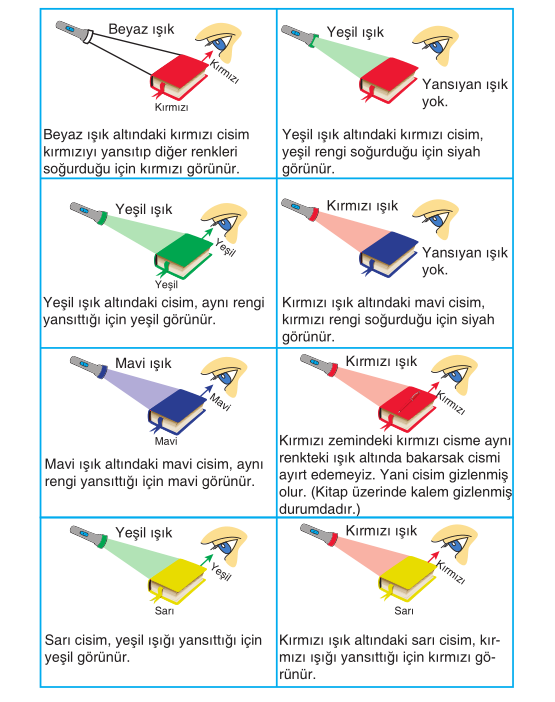 Beyaz ışık
Kırmızı
Kırmızı
Beyaz ışık altındaki kırmızı cisim
kırmızıyı yansıtıp diğer renkleri
soğurduğu için kırmızı görünür.
Yeşil ışık
Yansıyan ışık
yok.
Yeşil ışık altındaki kırmızı cisim,
yeşil rengi soğurduğu için siyah
görünür.
Yeşil ışık
Yeşil
Yeşil
Yeşil ışık altındaki cisim, aynı rengi
yansıttığı için yeşil görünür.
Kırmızı ışık
Yansıyan ışık
yok.
Kırmızı ışık altındaki mavi cisim,
kırmızı rengi soğurduğu için siyah
görünür.
Mavi ışık
Mavi
Mavi
Mavi ışık altındaki mavi cisim, aynı
rengi yansıttığı için mavi görünür.
Kırmızı ışık
Kırmızı
Kırmızı zemindeki kırmızı cisme aynı
renkteki ışık altında bakarsak cismi
ayırt edemeyiz. Yani cisim gizlenmiş
olur. (Kitap üzerinde kalem gizlenmiş
durumdadır.)
Yeşil ışık
Yeşil
Sarı
Sarı cisim, yeşil ışığı yansıttığı için
yeşil görünür.
Kırmızı ışık
Kırmızı
Sarı
Kırmızı ışık altındaki sarı cisim, kır-
mızı ışığı yansıttığı için kırmızı gö-
rünür.